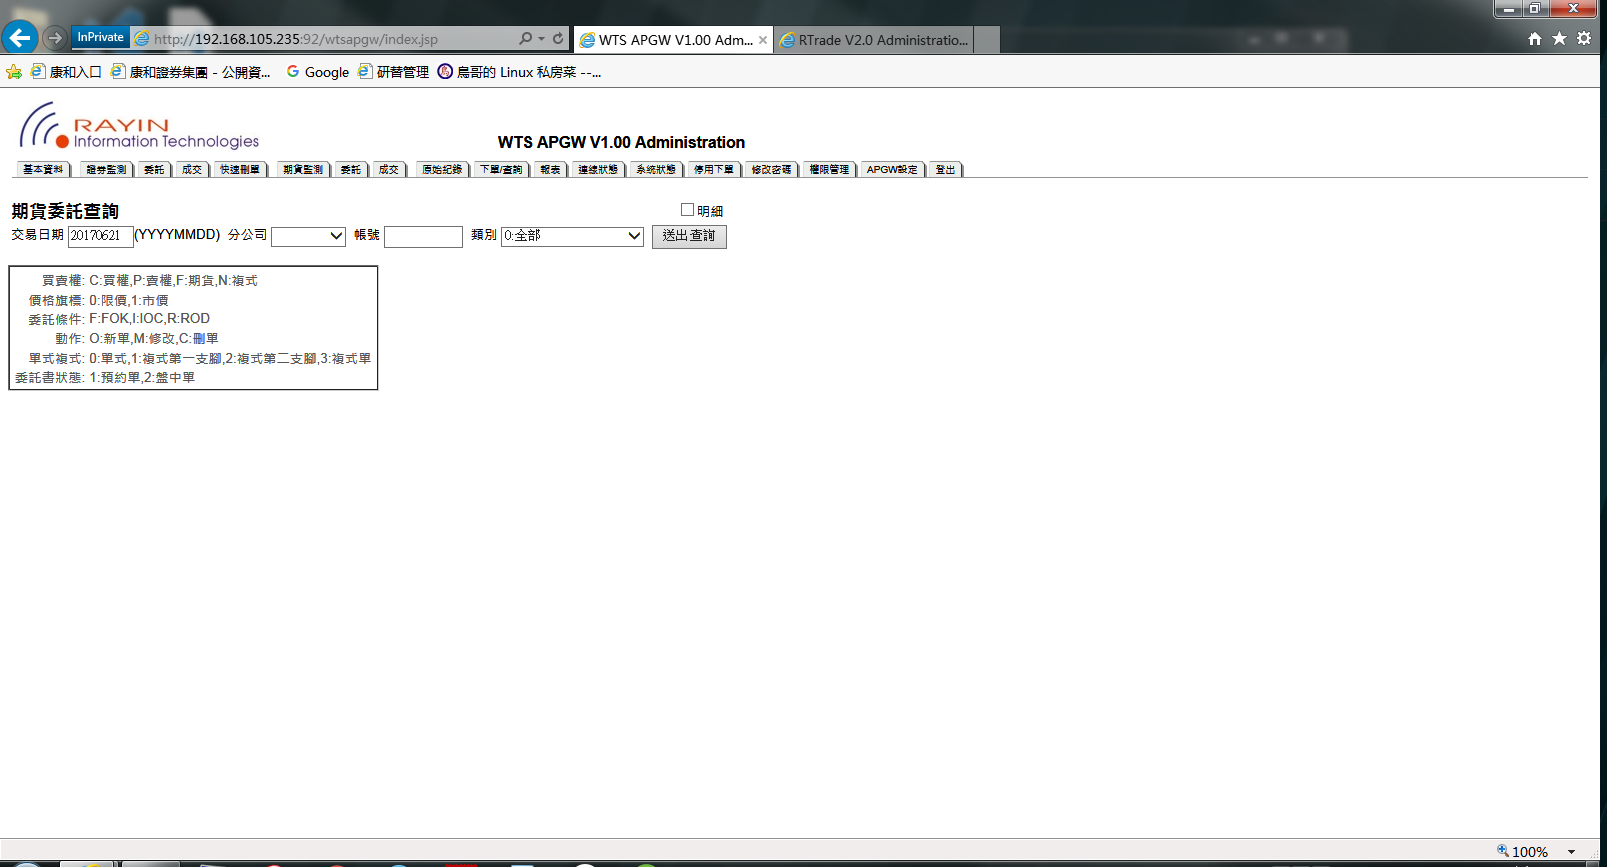 InPrivate http://192.168.105.235:92/wtsapgw/index.jsp WTS APGW V1.00 Adm... RTrade V2.0 Administratio...
康和入口 康和證券集團 - 公開資... Google 研替管理 鳥哥的 Linux 私房菜 --...
RAYIN
Information Technologies
WTS APGW V1.00 Administration
基本資料 證券監測 委託 成交 快速刪單 期貨監測 委託 成交 原始紀錄 下單/查詢 報表 連線狀態 系統狀態 停用下單 修改密碼 權限管理 APGW設定 登出
期貨委託查詢 明細
交易日期 20170621 (YYYYMMDD) 分公司 帳號 類別 0:全部 送出查詢
買賣權: C:買權,P:賣權,F:期貨,N:複式
價格旗標: 0:限價,1:市價
委託條件: F:FOK,I:IOC,R:ROD
動作: O:新單,M:修改,C:刪單
單式複式: 0:單式,1:複式第一支腳,2:複式第二支腳,3:複式單
委託書狀態: 1:預約單,2:盤中單
100%